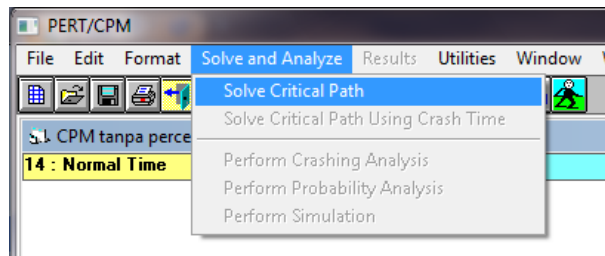 PERT/CPM
File Edit Format Solve and Analyze Results Utilities Window
Solve Critical Path
Solve Critical Path Using Crash Time
CPM tanpa perce
14 : Normal Time
Perform Crashing Analysis
Perform Probability Analysis
Perform Simulation